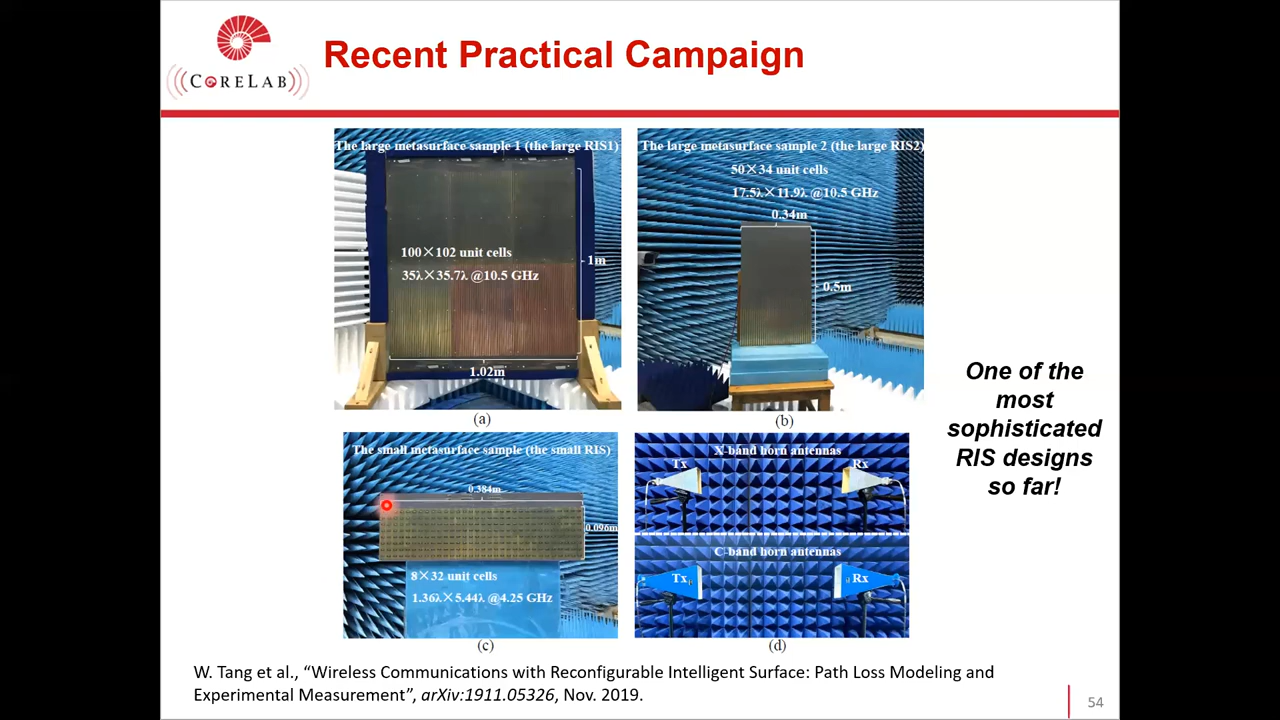 ((CORELAB))
Recent Practical Campaign
The large metasurface sample 1 (the large RIS1)
100×102 unit cells
35λ×35.7λ @10.5 GHz
1m
1.02m
(a)
The large metasurface sample 2 (the large RIS2)
50×34 unit cells
17.5λ×11.9λ @10.5 GHz
0.34m
0.5m
(b)
The small metasurface sample (the small RIS)
0.384m
0.096m
8×32 unit cells
1.36λ×5.44λ @4.25 GHz
(c)
X-band horn antennas
Tx
Rx
C-band horn antennas
Tx
Rx
(d)
One of the
most
sophisticated
RIS designs
so far!
W. Tang et al., “Wireless Communications with Reconfigurable Intelligent Surface: Path Loss Modeling and
Experimental Measurement”, arXiv:1911.05326, Nov. 2019.
54